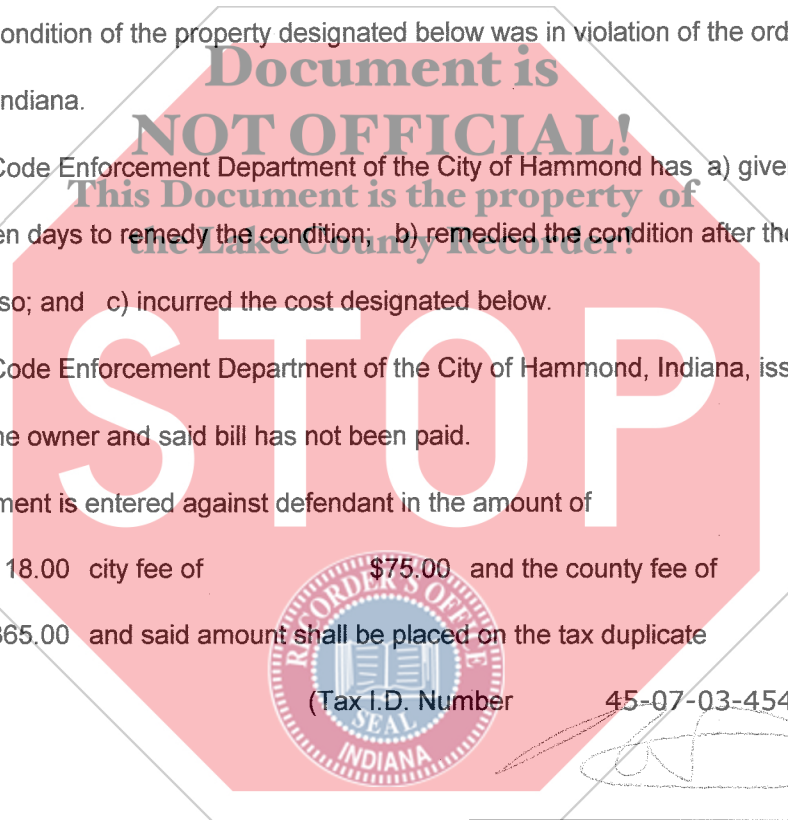 ondition of the property designated below was in violation of the ord
Document is
ndiana.
NOT OFFICIAL!
Code Enforcement Department of the City of Hammond has a) give
This Document is the property of
en days to remedy the condition; b) remedied the condition after the
the Lake County Recorder!
so; and c) incurred the cost designated below.
STOP
Code Enforcement Department of the City of Hammond, Indiana, iss
ne owner and said bill has not been paid.
ment is entered against defendant in the amount of
18.00 city fee of $75.00 and the county fee of
365.00 and said amount shall be placed on the tax duplicate
RECORDER'S OFFICE
(Tax I.D. Number 45-07-03-454
SEAL
INDIANA